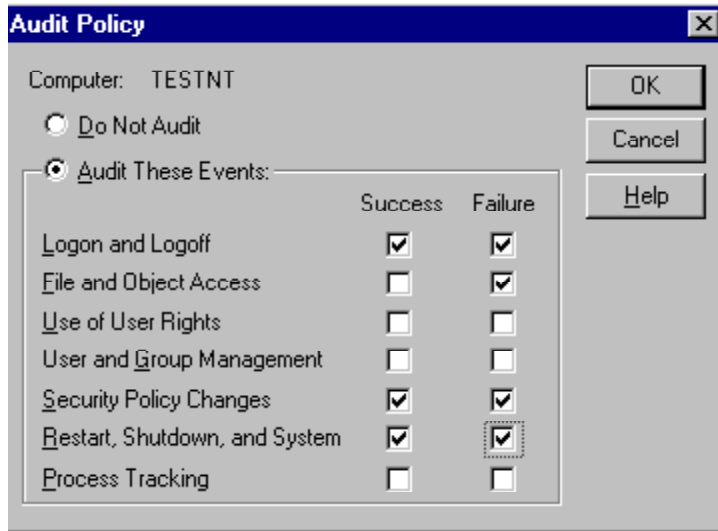 Audit Policy
Computer: TESTNT
Do Not Audit
Audit These Events:
Success Failure
Logon and Logoff
File and Object Access
Use of User Rights
User and Group Management
Security Policy Changes
Restart, Shutdown, and System
Process Tracking
OK
Cancel
Help